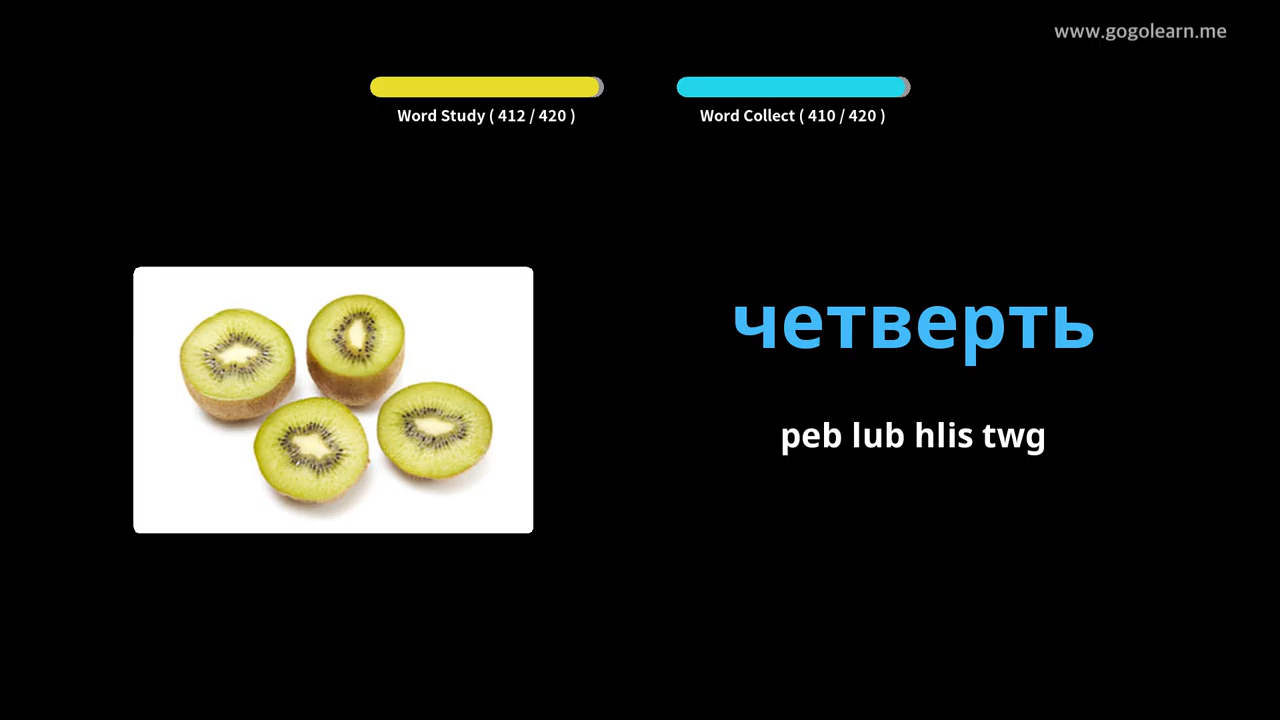 www.gogolearn.me
Word Study ( 412 / 420 )
Word Collect ( 410 / 420 )
четверть
peb lub hlis twg